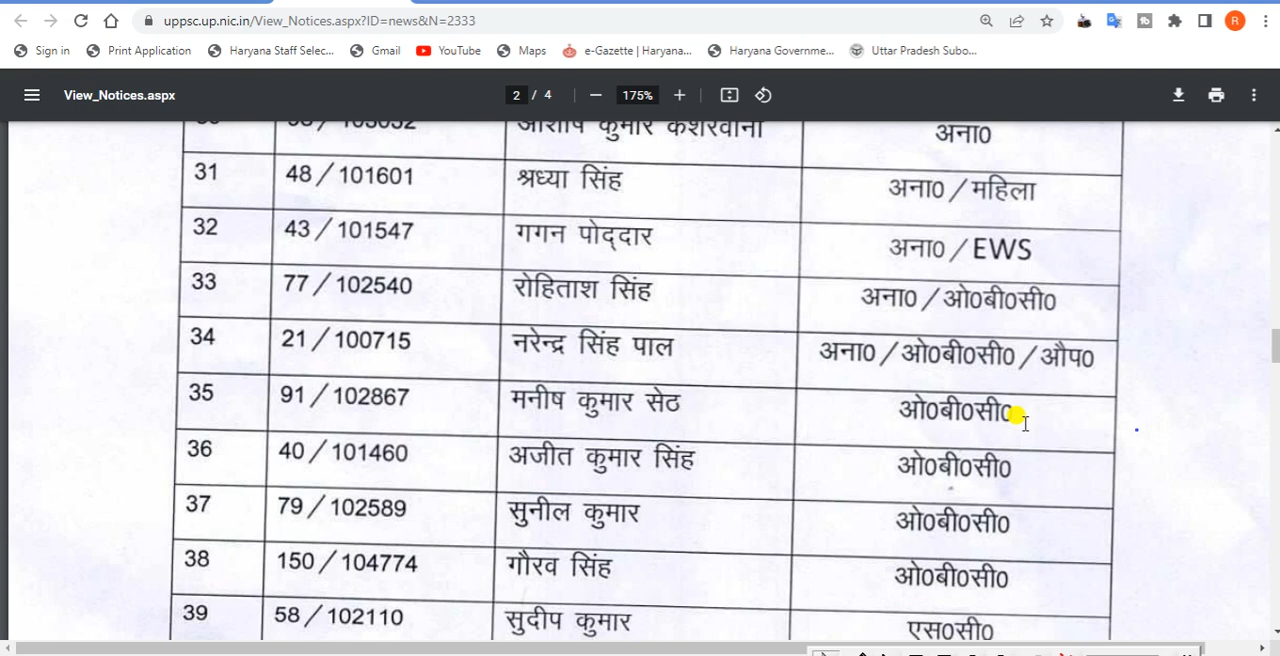 uppsc.up.nic.in/View_Notices.aspx?ID=news&N=2333
R
Sign in Print Application Haryana Staff Selec... Gmail YouTube Maps e-Gazette | Haryana... Haryana Governme... Uttar Pradesh Subo...
View_Notices.aspx 2 / 4 175%
आशीष कुमार केशरवानी अना0
31 48 / 101601 श्रध्या सिंह अना0 / महिला
32 43 / 101547 गगन पोद्दार अना0 / EWS
33 77 / 102540 रोहिताश सिंह अना0 / ओ0बी0सी0
34 21 / 100715 नरेन्द्र सिंह पाल अना0 / ओ0बी0सी0 / औप0
35 91 / 102867 मनीष कुमार सेठ ओ0बी0सी0
36 40 / 101460 अजीत कुमार सिंह ओ0बी0सी0
37 79 / 102589 सुनील कुमार ओ0बी0सी0
38 150 / 104774 गौरव सिंह ओ0बी0सी0
39 58 / 102110 सुदीप कुमार एस0सी0